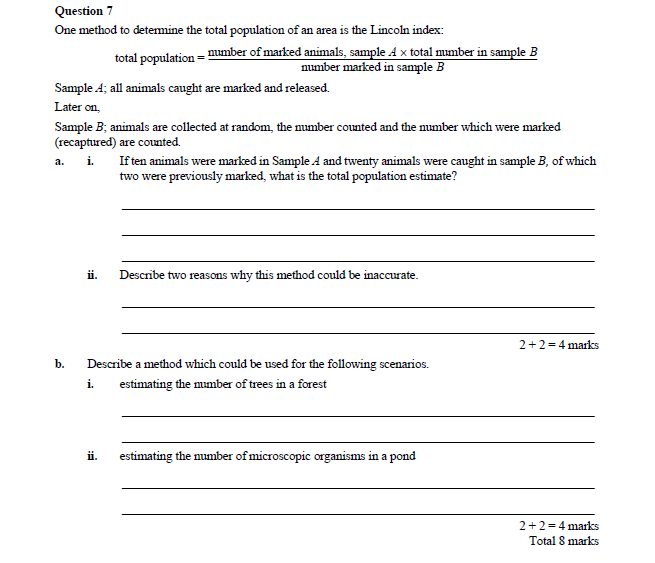 Question 7
One method to determine the total population of an area is the Lincoln index:
total population = number of marked animals, sample A × total number in sample B
number marked in sample B
Sample A; all animals caught are marked and released.
Later on,
Sample B; animals are collected at random, the number counted and the number which were marked
(recaptured) are counted.
a. i. If ten animals were marked in Sample A and twenty animals were caught in sample B, of which
two were previously marked, what is the total population estimate?
ii. Describe two reasons why this method could be inaccurate.
2 + 2 = 4 marks
b. Describe a method which could be used for the following scenarios.
i. estimating the number of trees in a forest
ii. estimating the number of microscopic organisms in a pond
2 + 2 = 4 marks
Total 8 marks